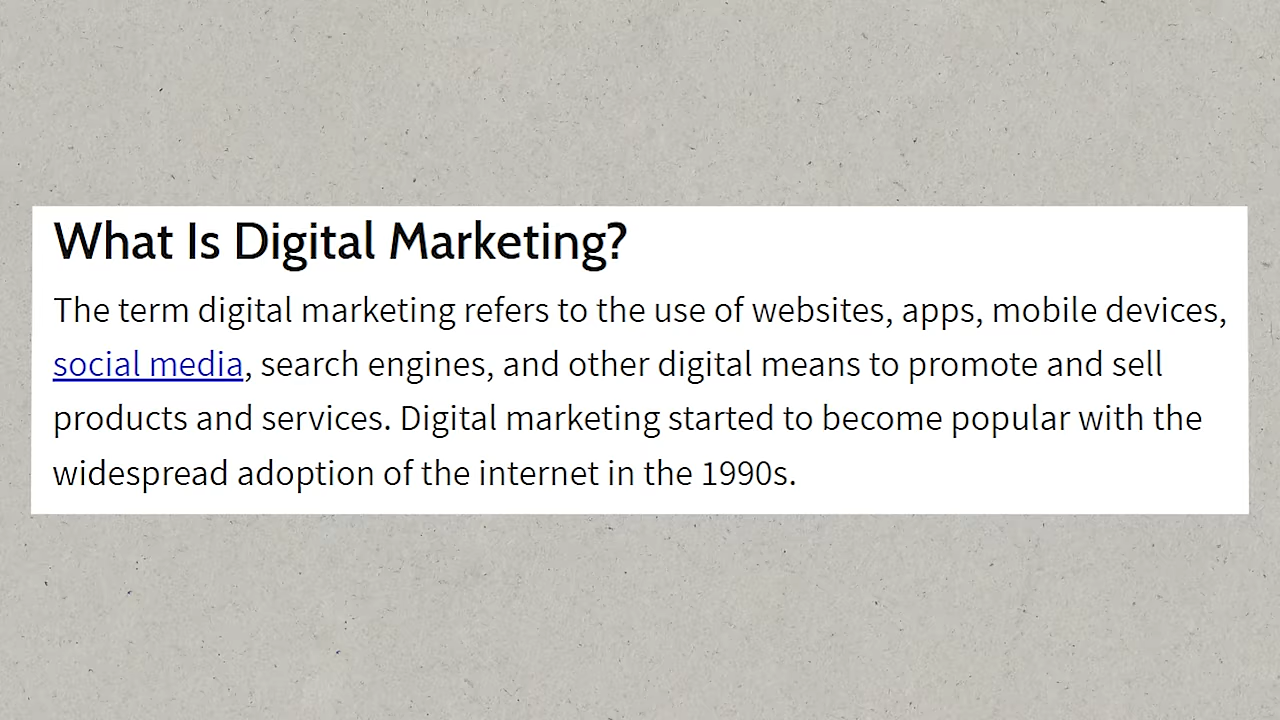 What Is Digital Marketing?
The term digital marketing refers to the use of websites, apps, mobile devices,
social media, search engines, and other digital means to promote and sell
products and services. Digital marketing started to become popular with the
widespread adoption of the internet in the 1990s.